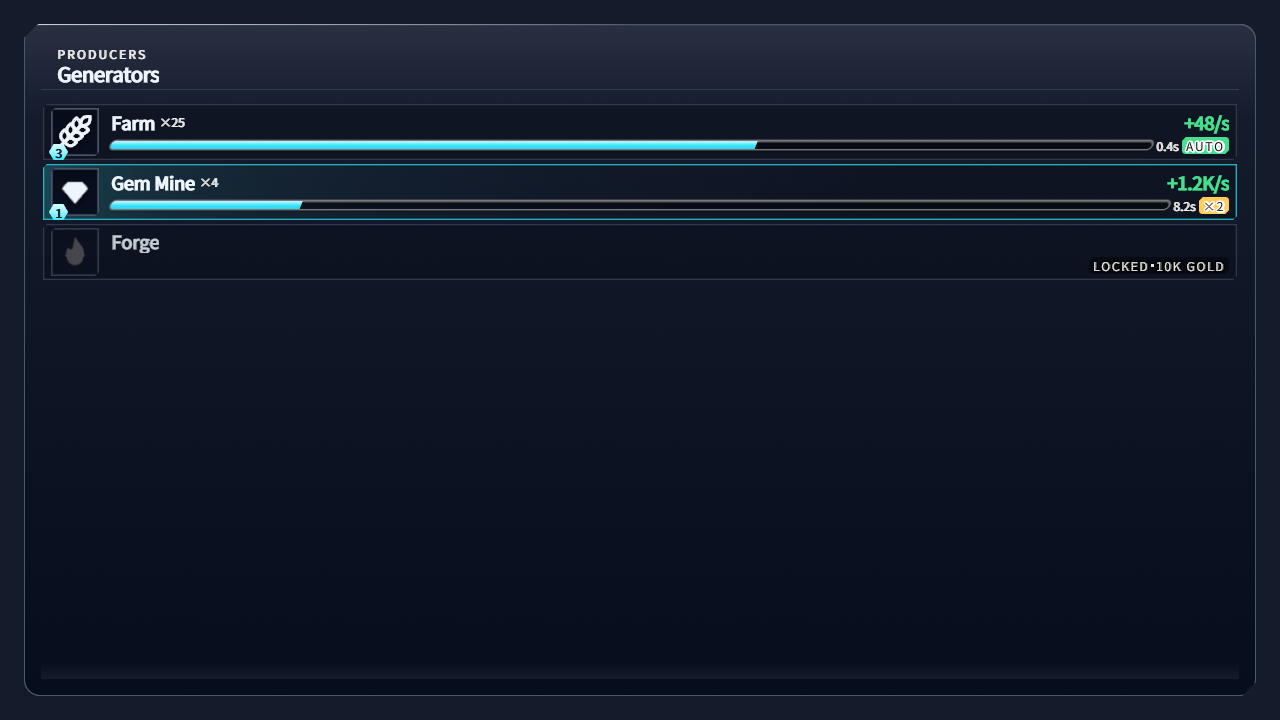 PRODUCERS
Generators
Farm ×25
+48/s
3
0.4s AUTO
Gem Mine ×4
+1.2K/s
1
8.2s ×2
Forge
LOCKED·10K GOLD